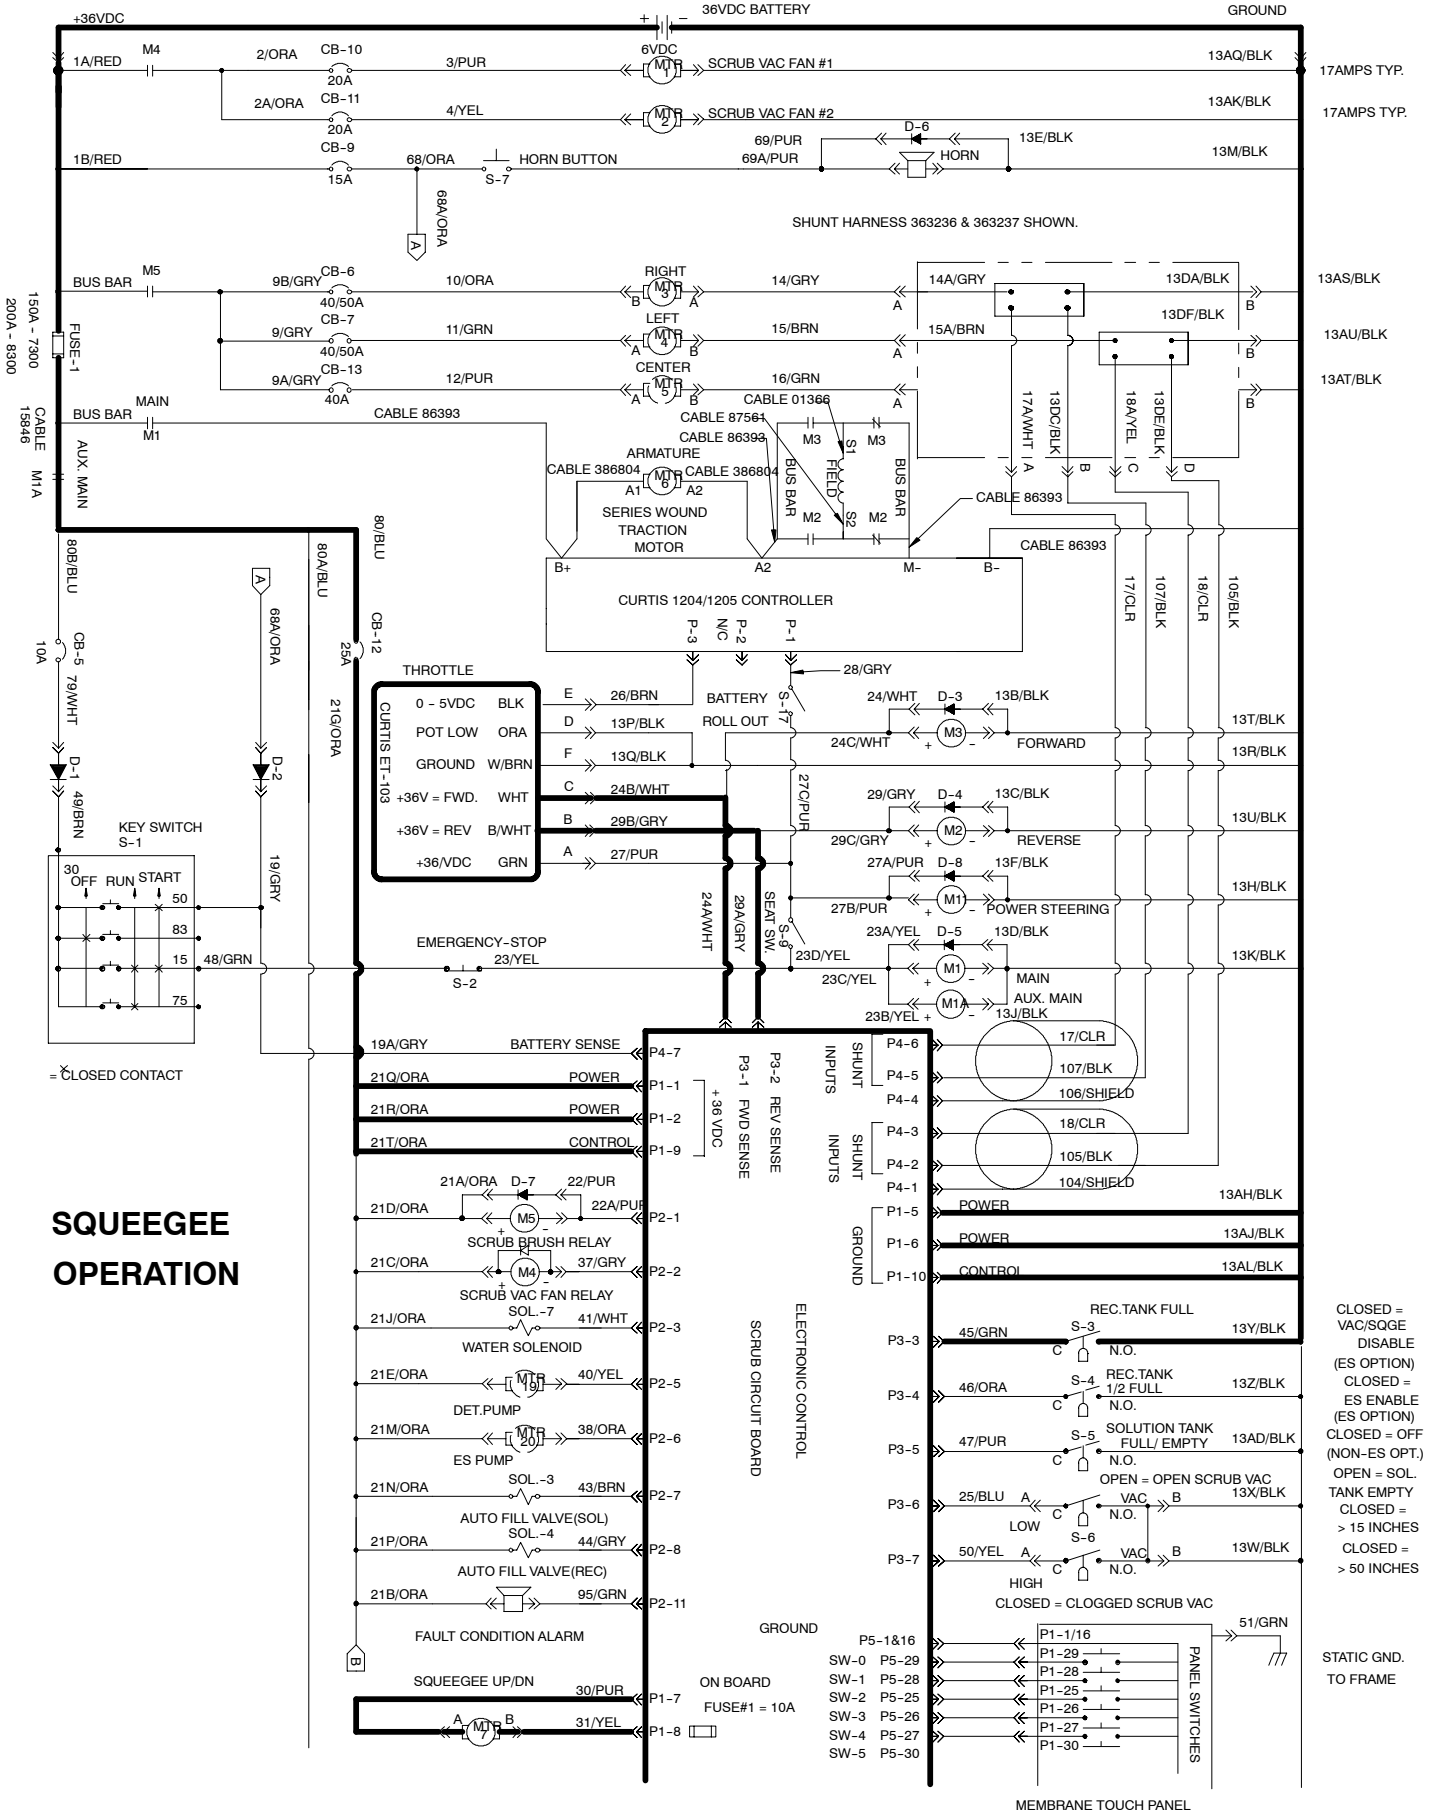 36VDC BATTERY
+36VDC
+ −
GROUND
1A/RED
M4
2/ORA
CB-10
20A
3/PUR
6VDC
MTR
1
SCRUB VAC FAN #1
13AQ/BLK
17AMPS TYP.
2A/ORA
CB-11
20A
4/YEL
MTR
2
SCRUB VAC FAN #2
13AK/BLK
17AMPS TYP.
1B/RED
CB-9
15A
68/ORA
S-7
HORN BUTTON
69/PUR
69A/PUR
D-6
HORN
13E/BLK
13M/BLK
68A/ORA
A
SHUNT HARNESS 363236 & 363237 SHOWN.
BUS BAR
M5
9B/GRY
CB-6
40/50A
10/ORA
RIGHT
B MTR A
3
14/GRY
A
14A/GRY
13DA/BLK
B
13AS/BLK
9/GRY
CB-7
40/50A
11/GRN
LEFT
A MTR B
4
15/BRN
A
15A/BRN
13DF/BLK
B
13AU/BLK
9A/GRY
CB-13
40A
12/PUR
CENTER
A MTR B
5
16/GRN
A
B
13AT/BLK
FUSE-1
150A - 7300
200A - 8300
17A/WHT
13DC/BLK
18A/YEL
13DE/BLK
A B C D
BUS BAR
MAIN
M1
CABLE 86393
CABLE
15846
M1A
AUX. MAIN
CABLE 01366
CABLE 87561
CABLE 86393
M3 M3
S1
FIELD
S2
BUS BAR
BUS BAR
M2 M2
CABLE 86393
ARMATURE
CABLE 386804
A1 MTR A2
6
CABLE 386804
SERIES WOUND
TRACTION
MOTOR
CABLE 86393
B+ A2 M- B-
CURTIS 1204/1205 CONTROLLER
P-3
N/C
P-2
P-1
17/CLR
107/BLK
18/CLR
105/BLK
80B/BLU
A
68A/ORA
80A/BLU
80/BLU
CB-5
10A
CB-12
25A
79/WHT
21G/ORA
D-1
D-2
49/BRN
19/GRY
28/GRY
BATTERY
ROLL OUT
S-17
THROTTLE
CURTIS ET-103
0 - 5VDC BLK
E
26/BRN
POT LOW ORA
D
13P/BLK
GROUND W/BRN
F
13Q/BLK
+36V = FWD. WHT
C
24B/WHT
+36V = REV B/WHT
B
29B/GRY
+36/VDC GRN
A
27/PUR
27C/PUR
24/WHT
D-3
13B/BLK
24C/WHT
+ M3 -
FORWARD
13T/BLK
13R/BLK
29/GRY
D-4
13C/BLK
29C/GRY
+ M2 -
REVERSE
13U/BLK
27A/PUR
D-8
13F/BLK
27B/PUR
+ M11 -
POWER STEERING
13H/BLK
23A/YEL
D-5
13D/BLK
23D/YEL
23C/YEL
+ M1 -
MAIN
13K/BLK
23B/YEL
+ M1A -
AUX. MAIN
13J/BLK
24A/WHT
29A/GRY
SEAT SW.
S-9
KEY SWITCH
S-1
30
OFF RUN START
50
83
15
75
48/GRN
EMERGENCY-STOP
S-2
23/YEL
x
= CLOSED CONTACT
19A/GRY
BATTERY SENSE
P4-7
21Q/ORA
POWER
P1-1
21R/ORA
POWER
P1-2
21T/ORA
CONTROL
P1-9
+ 36 VDC
P3-1 FWD SENSE
P3-2 REV SENSE
SHUNT
INPUTS
P4-6
17/CLR
P4-5
107/BLK
P4-4
106/SHIELD
SHUNT
INPUTS
P4-3
18/CLR
P4-2
105/BLK
P4-1
104/SHIELD
GROUND
P1-5
POWER
13AH/BLK
P1-6
POWER
13AJ/BLK
P1-10
CONTROL
13AL/BLK
SQUEEGEE
OPERATION
21A/ORA
D-7
22/PUR
21D/ORA
+ M5 -
22A/PUR
P2-1
SCRUB BRUSH RELAY
21C/ORA
+ M4 -
37/GRY
P2-2
SCRUB VAC FAN RELAY
21J/ORA
SOL.-7
41/WHT
P2-3
WATER SOLENOID
21E/ORA
MTR
19
40/YEL
P2-5
DET.PUMP
21M/ORA
MTR
20
38/ORA
P2-6
ES PUMP
21N/ORA
SOL.-3
43/BRN
P2-7
AUTO FILL VALVE(SOL)
21P/ORA
SOL.-4
44/GRY
P2-8
AUTO FILL VALVE(REC)
21B/ORA
95/GRN
P2-11
FAULT CONDITION ALARM
B
SQUEEGEE UP/DN
30/PUR
P1-7
A MTR B
7
31/YEL
P1-8
ON BOARD
FUSE#1 = 10A
SCRUB CIRCUIT BOARD
ELECTRONIC CONTROL
REC.TANK FULL
P3-3
45/GRN
S-3
C N.O.
13Y/BLK
P3-4
46/ORA
REC.TANK
1/2 FULL
S-4
C N.O.
13Z/BLK
SOLUTION TANK
FULL/ EMPTY
P3-5
47/PUR
S-5
C N.O.
13AD/BLK
OPEN = OPEN SCRUB VAC
P3-6
25/BLU
A
LOW
C VAC
N.O.
B
13X/BLK
S-6
P3-7
50/YEL
A
HIGH
C VAC
N.O.
B
13W/BLK
CLOSED = CLOGGED SCRUB VAC
CLOSED =
VAC/SQGE
DISABLE
(ES OPTION)
CLOSED =
ES ENABLE
(ES OPTION)
CLOSED = OFF
(NON-ES OPT.)
OPEN = SOL.
TANK EMPTY
CLOSED =
> 15 INCHES
CLOSED =
> 50 INCHES
GROUND
P5-1&16
P1-1/16
SW-0 P5-29
P1-29
SW-1 P5-28
P1-28
SW-2 P5-25
P1-25
SW-3 P5-26
P1-26
SW-4 P5-27
P1-27
SW-5 P5-30
P1-30
PANEL SWITCHES
51/GRN
STATIC GND.
TO FRAME
MEMBRANE TOUCH PANEL